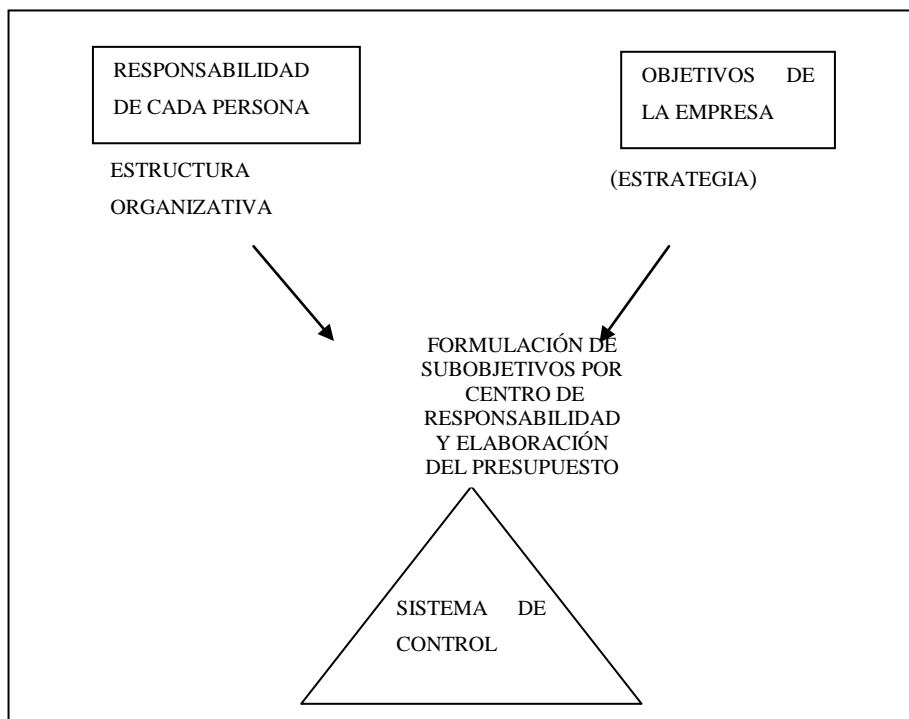 RESPONSABILIDAD
DE CADA PERSONA
ESTRUCTURA
ORGANIZATIVA
OBJETIVOS DE
LA EMPRESA
(ESTRATEGIA)
FORMULACIÓN DE
SUBOBJETIVOS POR
CENTRO DE
RESPONSABILIDAD
Y ELABORACIÓN
DEL PRESUPUESTO
SISTEMA DE
CONTROL